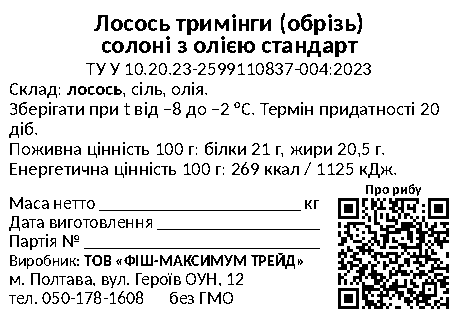 Лосось тримінги (обрізь)
солоні з олією стандарт
ТУ У 10.20.23-2599110837-004:2023
Склад: лосось, сіль, олія.
Зберігати при t від –8 до –2 °С. Термін придатності 20
діб.
Поживна цінність 100 г: білки 21 г, жири 20,5 г.
Енергетична цінність 100 г: 269 ккал / 1125 кДж.
Про рибу
Маса нетто ______________________ кг
Дата виготовлення __________________
Партія № __________________________
Виробник: ТОВ «ФІШ-МАКСИМУМ ТРЕЙД»
м. Полтава, вул. Героїв ОУН, 12
тел. 050-178-1608 без ГМО